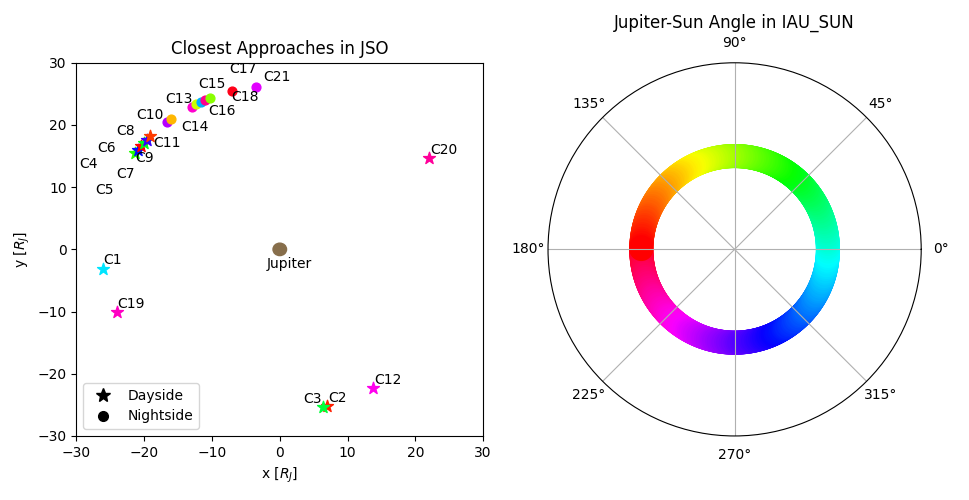 Closest Approaches in JSO
30
20
10
0
−10
−20
−30
y [R_J]
−30
−20
−10
0
10
20
30
x [R_J]
C17
C21
C15
C18
C13
C16
C10
C14
C8
C11
C6
C9
C4
C7
C5
C20
C1
Jupiter
C19
C12
C3
C2
Dayside
Nightside
Jupiter-Sun Angle in IAU_SUN
90°
135°
45°
180°
0°
225°
315°
270°